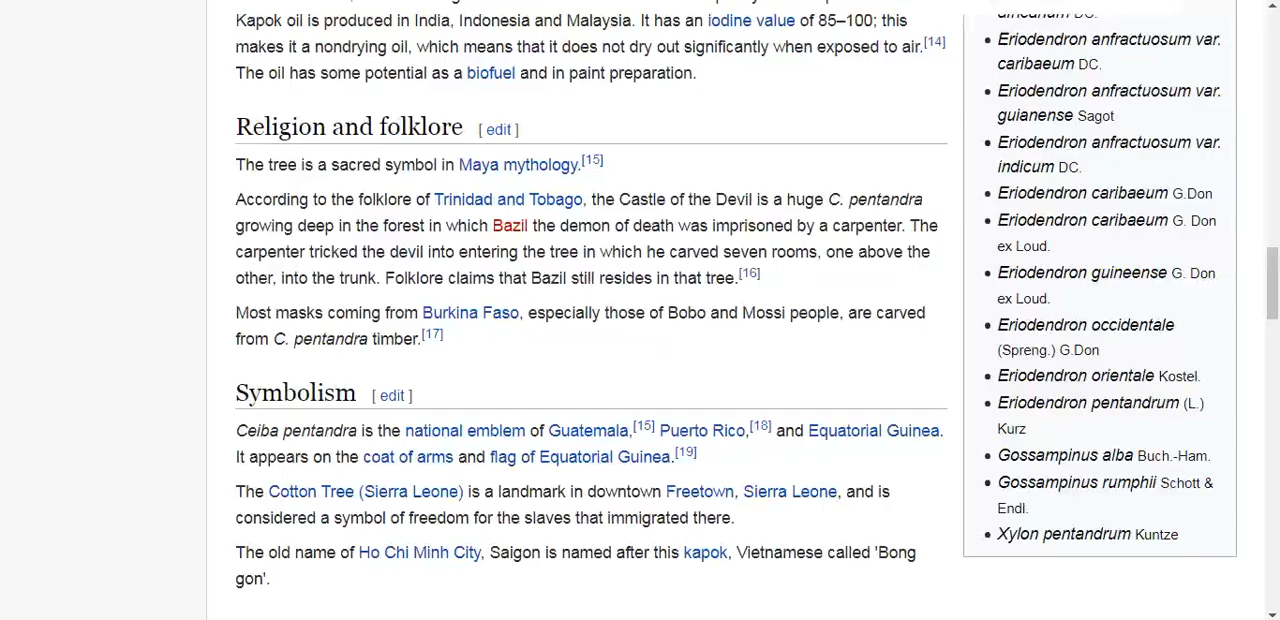 Kapok oil is produced in India, Indonesia and Malaysia. It has an iodine value of 85–100; this
makes it a nondrying oil, which means that it does not dry out significantly when exposed to air.[14]
The oil has some potential as a biofuel and in paint preparation.
Religion and folklore [ edit ]
The tree is a sacred symbol in Maya mythology.[15]
According to the folklore of Trinidad and Tobago, the Castle of the Devil is a huge C. pentandra
growing deep in the forest in which Bazil the demon of death was imprisoned by a carpenter. The
carpenter tricked the devil into entering the tree in which he carved seven rooms, one above the
other, into the trunk. Folklore claims that Bazil still resides in that tree.[16]
Most masks coming from Burkina Faso, especially those of Bobo and Mossi people, are carved
from C. pentandra timber.[17]
Symbolism [ edit ]
Ceiba pentandra is the national emblem of Guatemala,[15] Puerto Rico,[18] and Equatorial Guinea.
It appears on the coat of arms and flag of Equatorial Guinea.[19]
The Cotton Tree (Sierra Leone) is a landmark in downtown Freetown, Sierra Leone, and is
considered a symbol of freedom for the slaves that immigrated there.
The old name of Ho Chi Minh City, Saigon is named after this kapok, Vietnamese called 'Bong
gon'.
• Eriodendron anfractuosum var.
caribaeum DC.
• Eriodendron anfractuosum var.
guianense Sagot
• Eriodendron anfractuosum var.
indicum DC.
• Eriodendron caribaeum G.Don
• Eriodendron caribaeum G. Don
ex Loud.
• Eriodendron guineense G. Don
ex Loud.
• Eriodendron occidentale
(Spreng.) G.Don
• Eriodendron orientale Kostel.
• Eriodendron pentandrum (L.)
Kurz
• Gossampinus alba Buch.-Ham.
• Gossampinus rumphii Schott &
Endl.
• Xylon pentandrum Kuntze